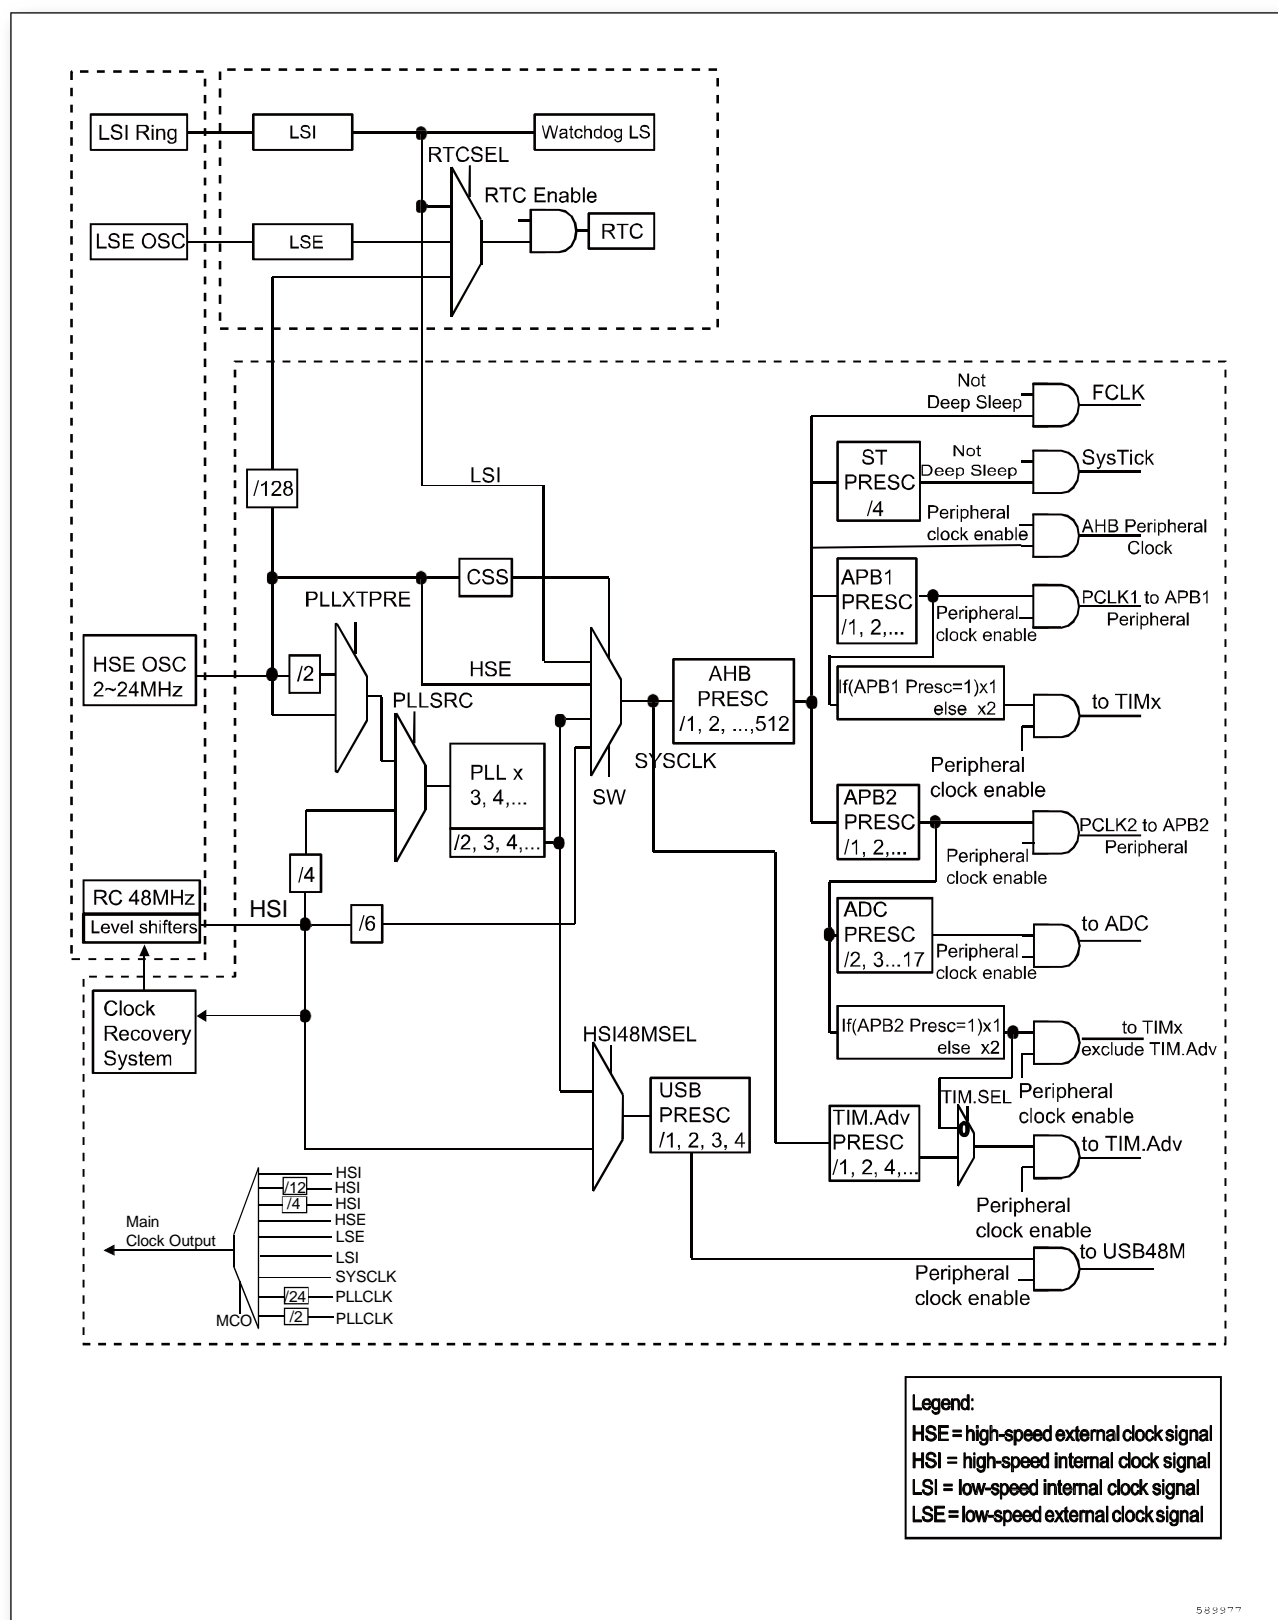 LSI Ring
LSI
Watchdog LS
RTCSEL
RTC Enable
LSE OSC
LSE
RTC
Not
Deep Sleep
FCLK
ST
PRESC
/4
Not
Deep Sleep
SysTick
/128
LSI
Peripheral
clock enable
AHB Peripheral
Clock
CSS
PLLXTPRE
APB1
PRESC
/1, 2,...
Peripheral
clock enable
PCLK1 to APB1
Peripheral
HSE OSC
2~24MHz
/2
HSE
PLLSRC
AHB
PRESC
/1, 2, ...,512
If(APB1 Presc=1)x1
else x2
to TIMx
Peripheral
clock enable
SYSCLK
SW
PLL x
3, 4,...
/2, 3, 4,...
APB2
PRESC
/1, 2,...
Peripheral
clock enable
PCLK2 to APB2
Peripheral
/4
RC 48MHz
Level shifters
HSI
/6
ADC
PRESC
/2, 3...17
Peripheral
clock enable
to ADC
Clock
Recovery
System
If(APB2 Presc=1)x1
else x2
to TIMx
exclude TIM.Adv
Peripheral
clock enable
HSI48MSEL
USB
PRESC
/1, 2, 3, 4
TIM.SEL
TIM.Adv
PRESC
/1, 2, 4,...
0
to TIM.Adv
Peripheral
clock enable
to USB48M
Peripheral
clock enable
Main
Clock Output
MCO
HSI
/12
HSI
/4
HSI
HSE
LSE
LSI
SYSCLK
/24
PLLCLK
/2
PLLCLK
Legend:
HSE = high-speed external clock signal
HSI = high-speed internal clock signal
LSI = low-speed internal clock signal
LSE = low-speed external clock signal
589977